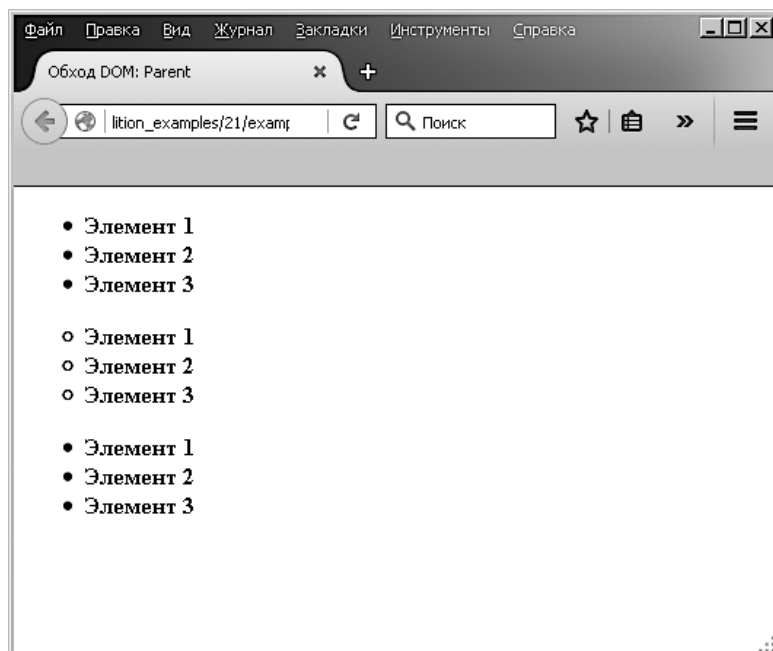 Файл Правка Вид Журнал Закладки Инструменты Справка
Обход DOM: Parent
lition_examples/21/examp
Поиск
Элемент 1
Элемент 2
Элемент 3
Элемент 1
Элемент 2
Элемент 3
Элемент 1
Элемент 2
Элемент 3